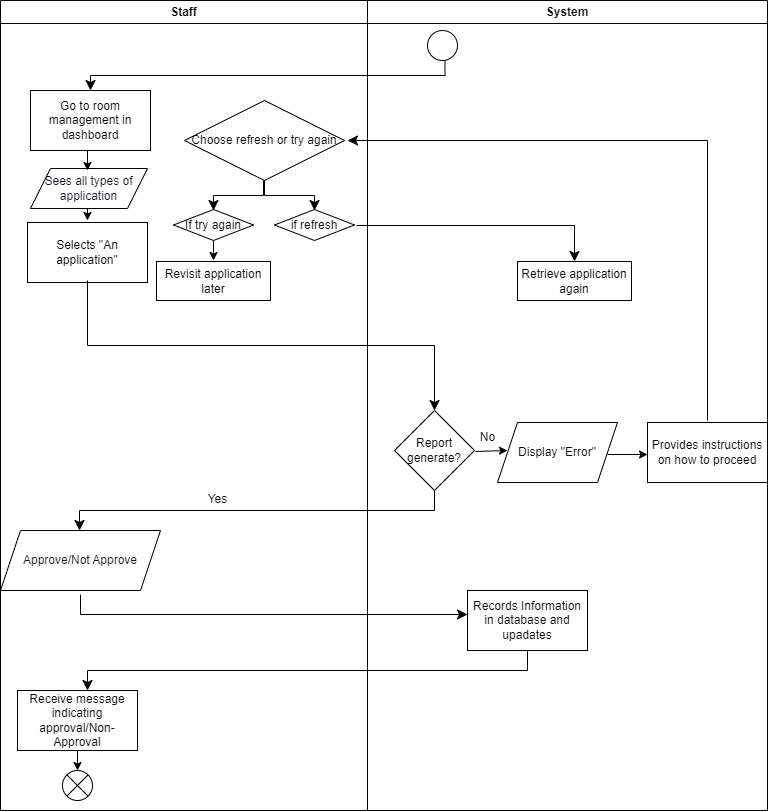 Staff
System
Go to room
management in
dashboard
Sees all types of
application
Selects "An
application"
Choose refresh or try again
If try again
if refresh
Revisit application
later
Retrieve application
again
Report
generate?
No
Display "Error"
Provides instructions
on how to proceed
Yes
Approve/Not Approve
Records Information
in database and
upadates
Receive message
indicating
approval/Non-
Approval